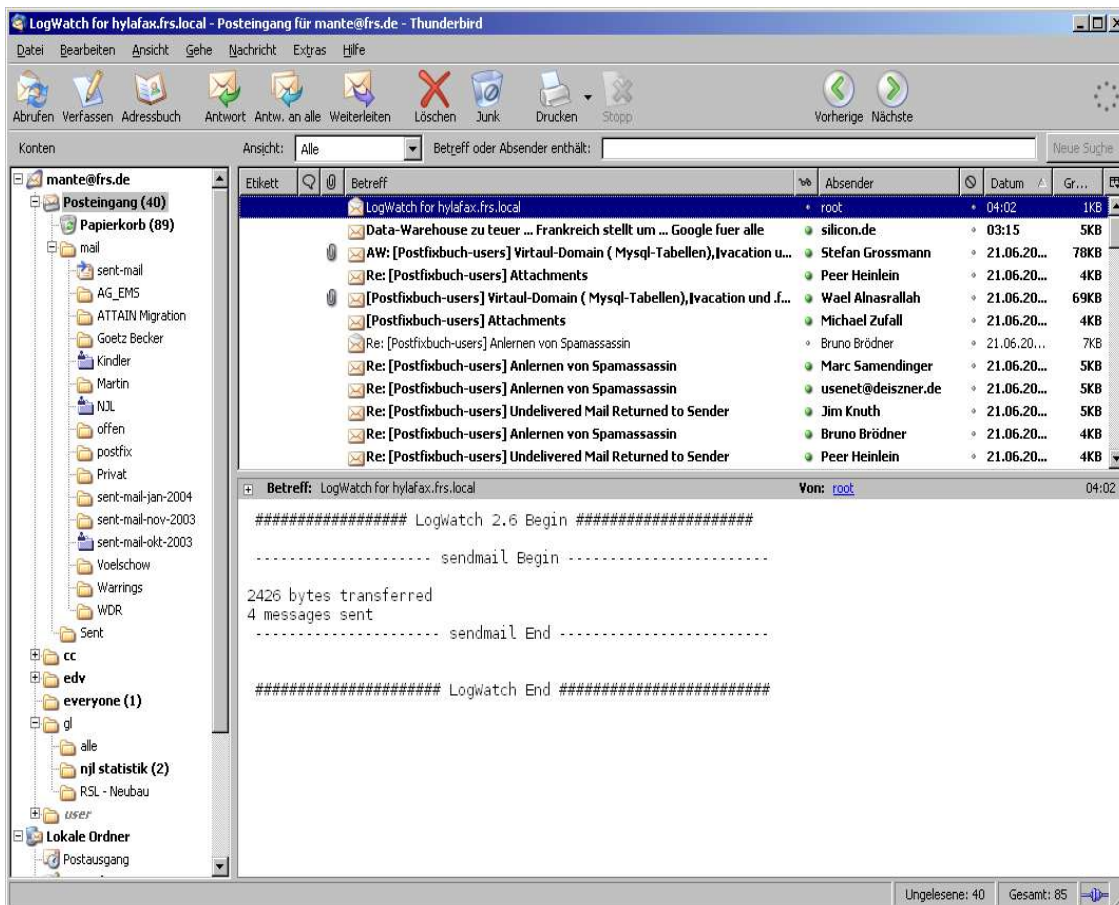 LogWatch for hylafax.frs.local - Posteingang für mante@frs.de - Thunderbird
Datei Bearbeiten Ansicht Gehe Nachricht Extras Hilfe
Abrufen Verfassen Adressbuch Antwort Antw. an alle Weiterleiten Löschen Junk Drucken Stopp Vorherige Nächste
Konten
Ansicht: Alle Betreff oder Absender enthält: Neue Suche
mante@frs.de
Posteingang (40)
Papierkorb (89)
mail
sent-mail
AG_EMS
ATTAIN Migration
Goetz Becker
Kindler
Martin
NJL
offen
postfix
Privat
sent-mail-jan-2004
sent-mail-nov-2003
sent-mail-okt-2003
Voelschow
Warrings
WDR
Sent
cc
edv
everyone (1)
gl
alle
njl statistik (2)
RSL - Neubau
user
Lokale Ordner
Postausgang
Etikett Betreff Absender Datum Gr...
LogWatch for hylafax.frs.local root 04:02 1KB
Data-Warehouse zu teuer ... Frankreich stellt um ... Google fuer alle silicon.de 03:15 5KB
AW: [Postfixbuch-users] Virtaul-Domain ( Mysql-Tabellen),|vacation u... Stefan Grossmann 21.06.20... 78KB
Re: [Postfixbuch-users] Attachments Peer Heinlein 21.06.20... 4KB
[Postfixbuch-users] Virtaul-Domain ( Mysql-Tabellen),|vacation und .f... Wael Alnasrallah 21.06.20... 69KB
[Postfixbuch-users] Attachments Michael Zufall 21.06.20... 4KB
Re: [Postfixbuch-users] Anlernen von Spamassassin Bruno Brödner 21.06.20... 7KB
Re: [Postfixbuch-users] Anlernen von Spamassassin Marc Samendinger 21.06.20... 5KB
Re: [Postfixbuch-users] Anlernen von Spamassassin usenet@deiszner.de 21.06.20... 5KB
Re: [Postfixbuch-users] Undelivered Mail Returned to Sender Jim Knuth 21.06.20... 5KB
Re: [Postfixbuch-users] Anlernen von Spamassassin Bruno Brödner 21.06.20... 4KB
Re: [Postfixbuch-users] Undelivered Mail Returned to Sender Peer Heinlein 21.06.20... 4KB
Betreff: LogWatch for hylafax.frs.local Von: root 04:02
################## LogWatch 2.6 Begin #####################
--------------------- sendmail Begin ------------------------
2426 bytes transferred
4 messages sent
---------------------- sendmail End -------------------------
###################### LogWatch End #########################
Ungelesene: 40 Gesamt: 85